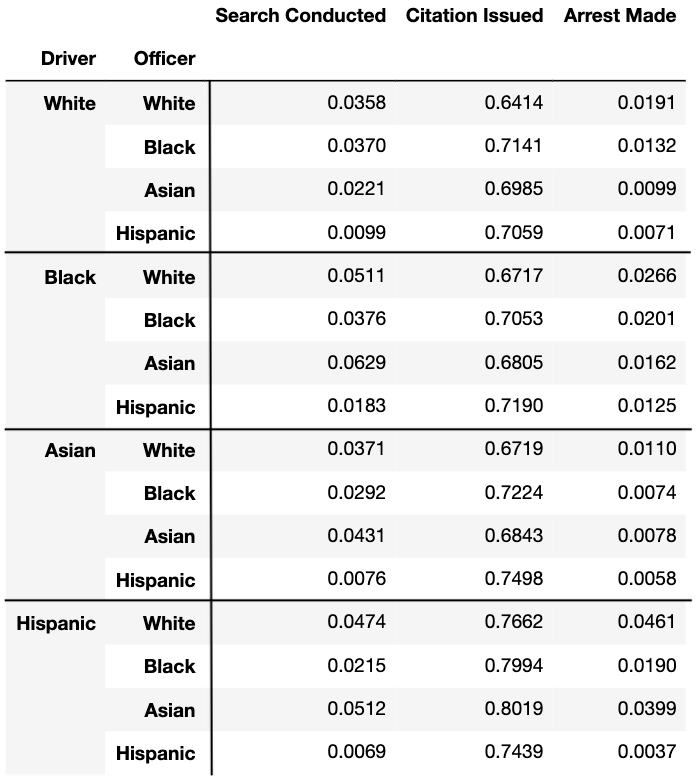 Search Conducted Citation Issued Arrest Made
Driver Officer
White White 0.0358 0.6414 0.0191
Black 0.0370 0.7141 0.0132
Asian 0.0221 0.6985 0.0099
Hispanic 0.0099 0.7059 0.0071
Black White 0.0511 0.6717 0.0266
Black 0.0376 0.7053 0.0201
Asian 0.0629 0.6805 0.0162
Hispanic 0.0183 0.7190 0.0125
Asian White 0.0371 0.6719 0.0110
Black 0.0292 0.7224 0.0074
Asian 0.0431 0.6843 0.0078
Hispanic 0.0076 0.7498 0.0058
Hispanic White 0.0474 0.7662 0.0461
Black 0.0215 0.7994 0.0190
Asian 0.0512 0.8019 0.0399
Hispanic 0.0069 0.7439 0.0037